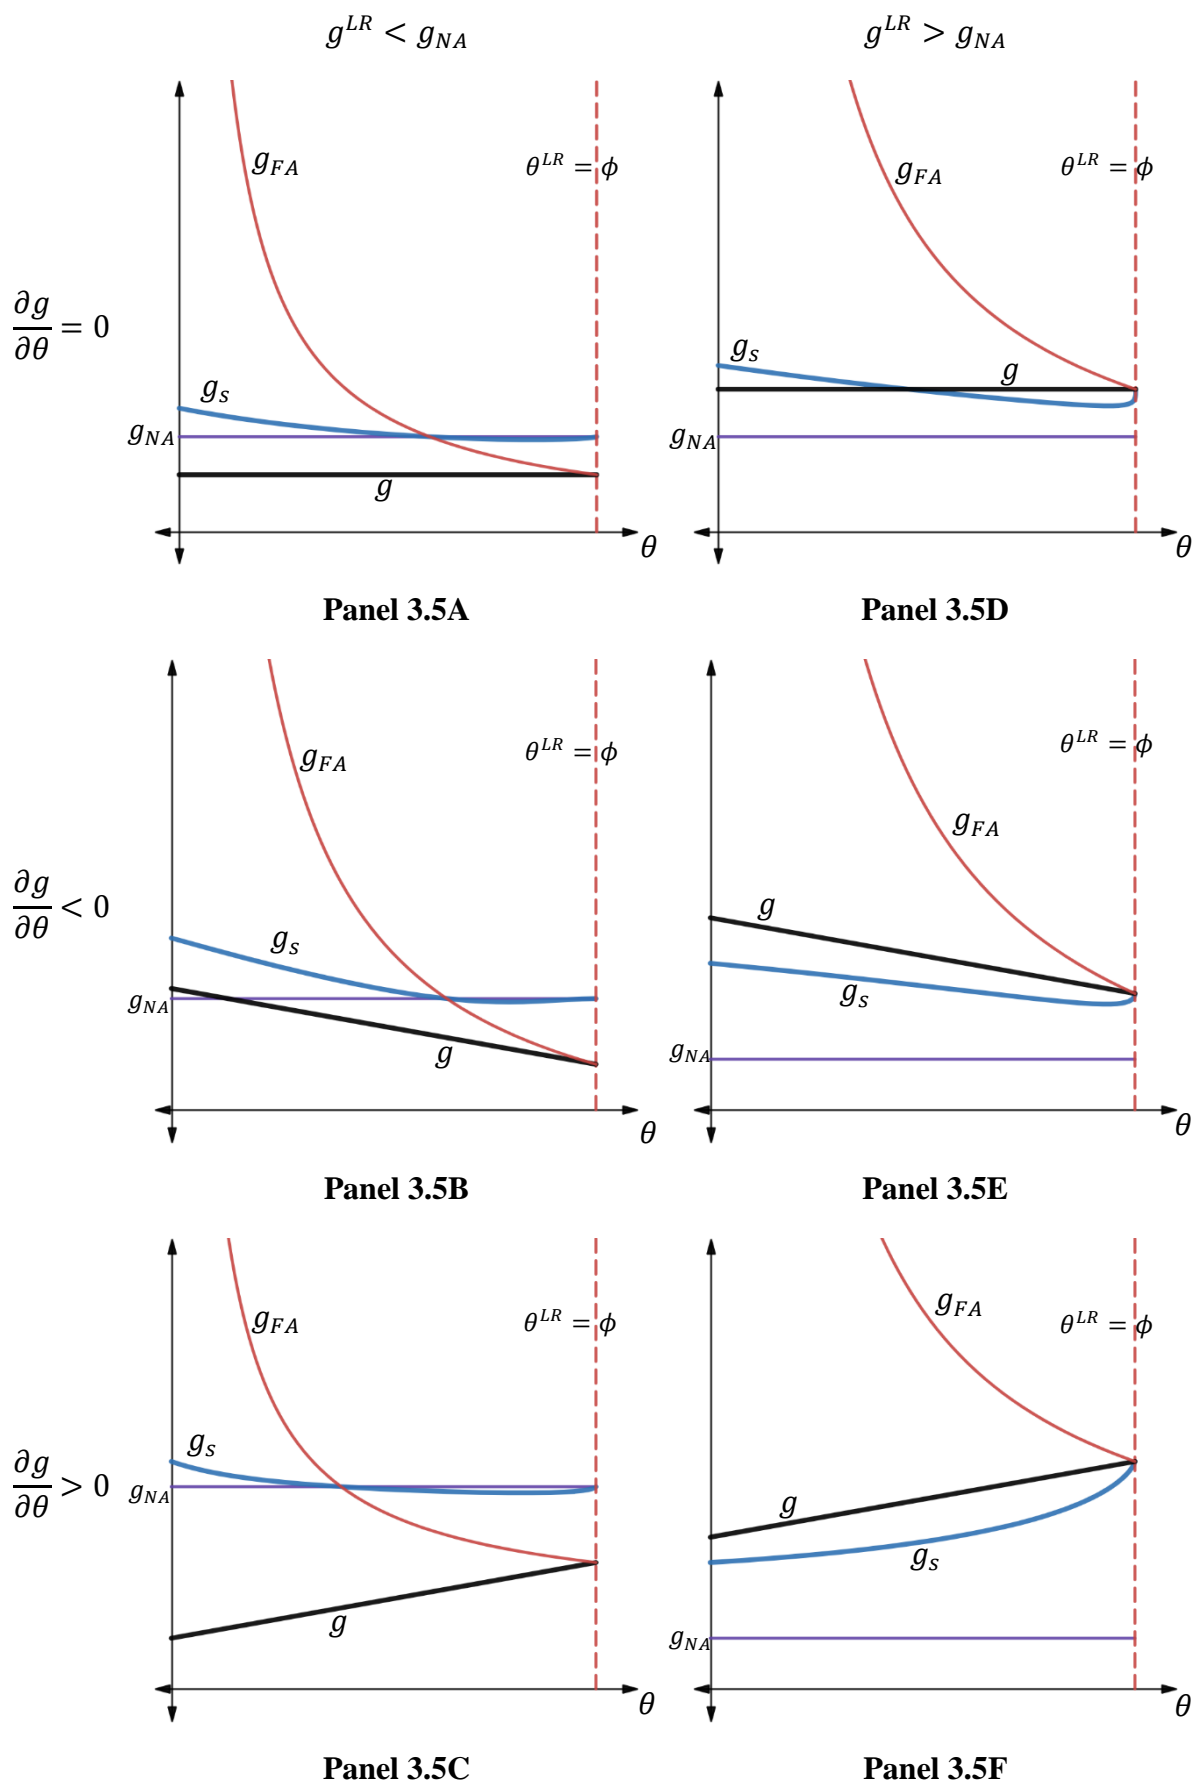 g^{LR} < g_{NA}
g^{LR} > g_{NA}
∂g/∂θ = 0
g_{FA}
θ^{LR} = ϕ
g_s
g_{NA}
g
θ
Panel 3.5A
g_{FA}
θ^{LR} = ϕ
g_s
g
g_{NA}
θ
Panel 3.5D
∂g/∂θ < 0
g_{FA}
θ^{LR} = ϕ
g_s
g_{NA}
g
θ
Panel 3.5B
θ^{LR} = ϕ
g_{FA}
g
g_s
g_{NA}
θ
Panel 3.5E
∂g/∂θ > 0
g_{FA}
θ^{LR} = ϕ
g_s
g_{NA}
g
θ
Panel 3.5C
g_{FA}
θ^{LR} = ϕ
g
g_s
g_{NA}
θ
Panel 3.5F